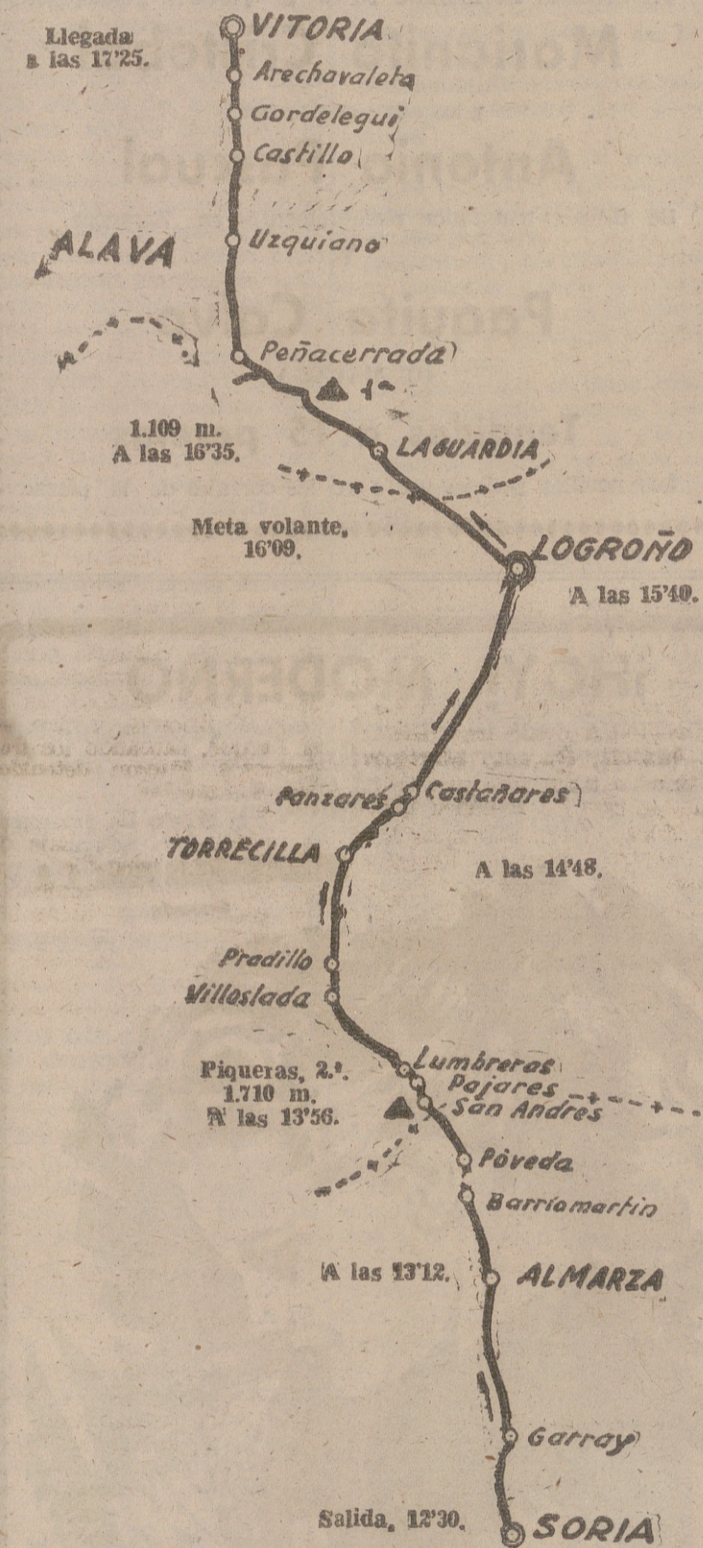 VITORIA
Llegada
a las 17'25.
Arechavaleta
Gordelegui
Castillo
ALAVA
Uzquiano
Peñacerrada
1.109 m.
A las 16'35.
LAGUARDIA
Meta volante,
16'09.
LOGROÑO
A las 15'40.
Panzares
Castañares
TORRECILLA
A las 14'48.
Pradillo
Villoslada
Lumbreras
Piqueras, 2.ª.
1.710 m.
A las 13'56.
Pajares
San Andres
Póveda
Barriomartin
A las 13'12.
ALMARZA
Garray
Salida, 12'30.
SORIA